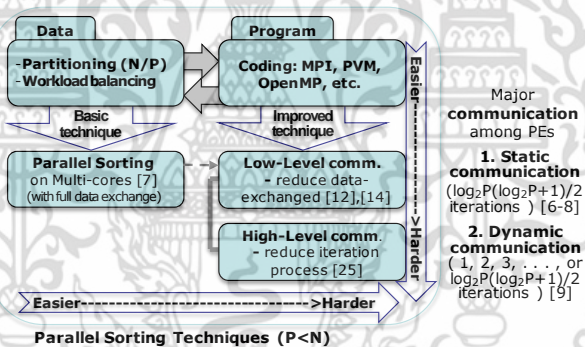 Data
-Partitioning (N/P)
-Workload balancing
Program
Coding: MPI, PVM,
OpenMP, etc.
Basic
technique
Improved
technique
Parallel Sorting
on Multi-cores [7]
(with full data exchange)
Low-Level comm.
- reduce data-
exchanged [12],[14]
High-Level comm.
- reduce iteration
process [25]
Easier---------------------->Harder
Easier---------------------------->Harder
Major
communication
among PEs
1. Static
communication
(log₂P(log₂P+1)/2
iterations ) [6-8]
2. Dynamic
communication
( 1, 2, 3, . . . , or
log₂P(log₂P+1)/2
iterations ) [9]
Parallel Sorting Techniques (P<N)